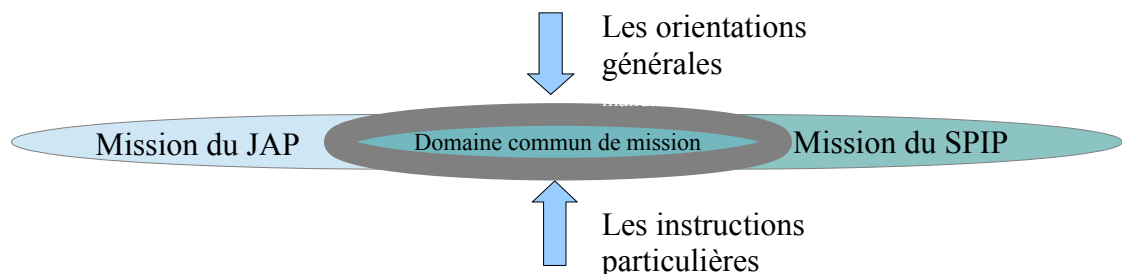 Les orientations
générales
Mission du JAP
Domaine commun de mission
Mission du SPIP
Les instructions
particulières